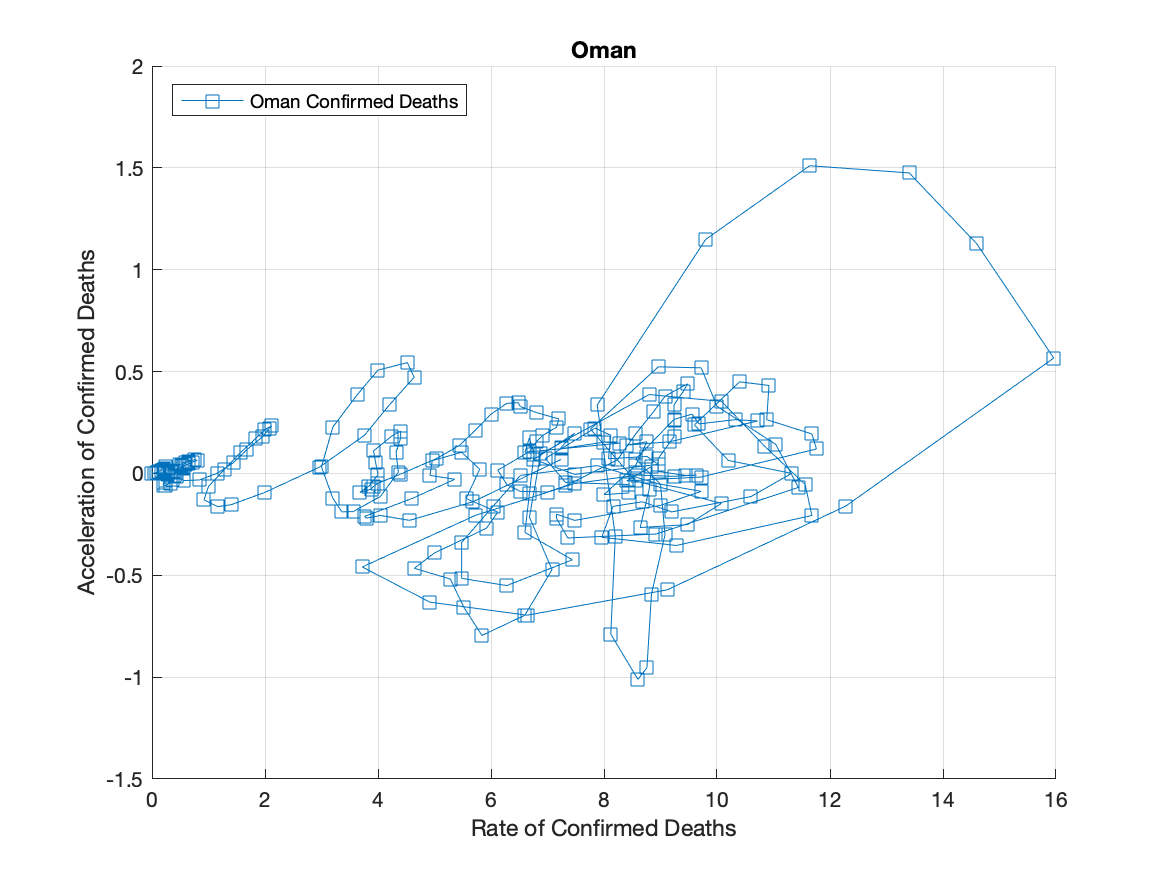 Oman
Oman Confirmed Deaths
2
1.5
1
0.5
0
-0.5
-1
-1.5
Acceleration of Confirmed Deaths
0 2 4 6 8 10 12 14 16
Rate of Confirmed Deaths